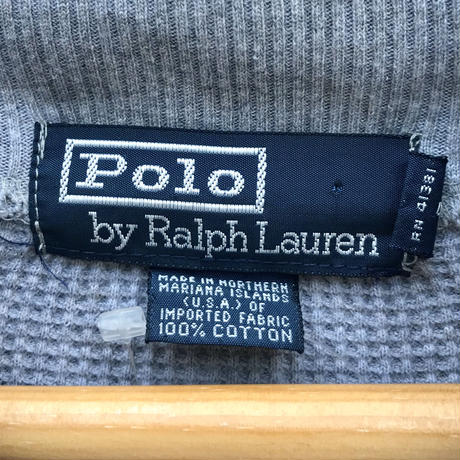 Polo
by Ralph Lauren
RN 41381
MADE IN NORTHERN
MARIANA ISLANDS
(U.S.A.) OF
IMPORTED FABRIC
100% COTTON